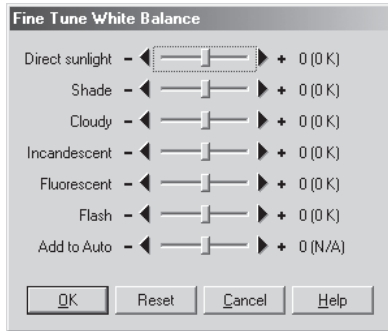 Fine Tune White Balance
Direct sunlight - + 0 (0 K)
Shade - + 0 (0 K)
Cloudy - + 0 (0 K)
Incandescent - + 0 (0 K)
Fluorescent - + 0 (0 K)
Flash - + 0 (0 K)
Add to Auto - + 0 (N/A)
OK Reset Cancel Help